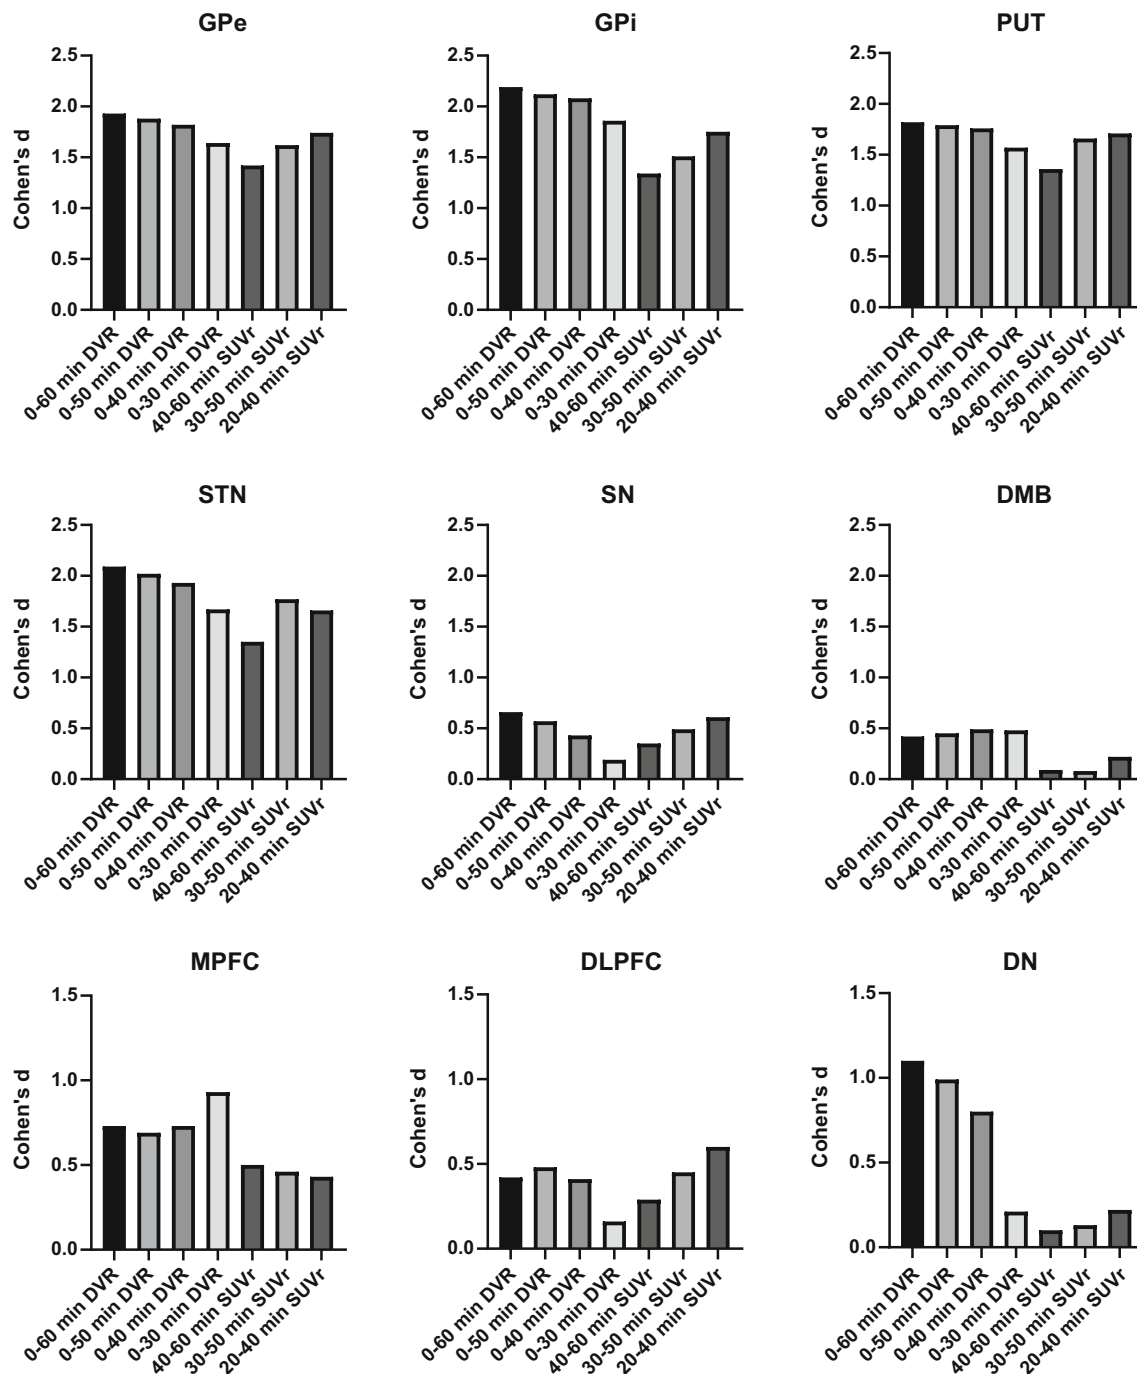 GPe
GPi
PUT
Cohen's d
2.5
2.0
1.5
1.0
0.5
0.0
0-60 min DVR
0-50 min DVR
0-40 min DVR
0-30 min DVR
40-60 min SUVr
30-50 min SUVr
20-40 min SUVr
Cohen's d
2.5
2.0
1.5
1.0
0.5
0.0
0-60 min DVR
0-50 min DVR
0-40 min DVR
0-30 min DVR
40-60 min SUVr
30-50 min SUVr
20-40 min SUVr
Cohen's d
2.5
2.0
1.5
1.0
0.5
0.0
0-60 min DVR
0-50 min DVR
0-40 min DVR
0-30 min DVR
40-60 min SUVr
30-50 min SUVr
20-40 min SUVr
STN
SN
DMB
Cohen's d
2.5
2.0
1.5
1.0
0.5
0.0
0-60 min DVR
0-50 min DVR
0-40 min DVR
0-30 min DVR
40-60 min SUVr
30-50 min SUVr
20-40 min SUVr
Cohen's d
2.5
2.0
1.5
1.0
0.5
0.0
0-60 min DVR
0-50 min DVR
0-40 min DVR
0-30 min DVR
40-60 min SUVr
30-50 min SUVr
20-40 min SUVr
Cohen's d
2.5
2.0
1.5
1.0
0.5
0.0
0-60 min DVR
0-50 min DVR
0-40 min DVR
0-30 min DVR
40-60 min SUVr
30-50 min SUVr
20-40 min SUVr
MPFC
DLPFC
DN
Cohen's d
1.5
1.0
0.5
0.0
0-60 min DVR
0-50 min DVR
0-40 min DVR
0-30 min DVR
40-60 min SUVr
30-50 min SUVr
20-40 min SUVr
Cohen's d
1.5
1.0
0.5
0.0
0-60 min DVR
0-50 min DVR
0-40 min DVR
0-30 min DVR
40-60 min SUVr
30-50 min SUVr
20-40 min SUVr
Cohen's d
1.5
1.0
0.5
0.0
0-60 min DVR
0-50 min DVR
0-40 min DVR
0-30 min DVR
40-60 min SUVr
30-50 min SUVr
20-40 min SUVr